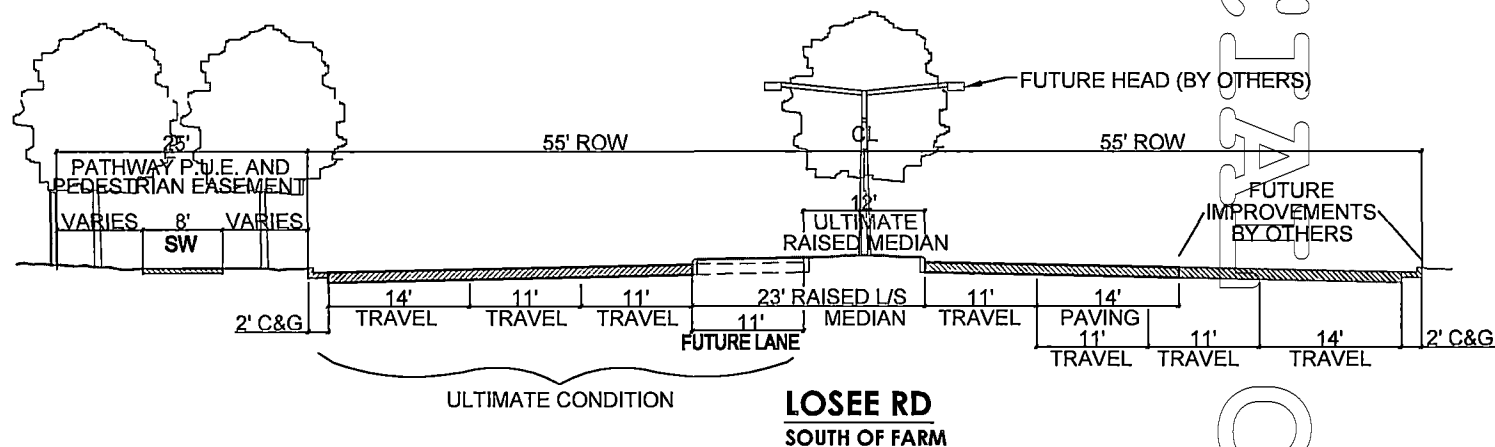 FUTURE HEAD (BY OTHERS)
25'
55' ROW
CL
55' ROW
PATHWAY P.U.E. AND
PEDESTRIAN EASEMENT
VARIES 8' VARIES
SW
12'
ULTIMATE
RAISED MEDIAN
FUTURE
IMPROVEMENTS
BY OTHERS
14' 11' 11' 23' RAISED L/S 11' 14'
TRAVEL TRAVEL TRAVEL MEDIAN TRAVEL PAVING
2' C&G
11'
FUTURE LANE
11' 11' 14' 2' C&G
TRAVEL TRAVEL TRAVEL
ULTIMATE CONDITION
LOSEE RD
SOUTH OF FARM